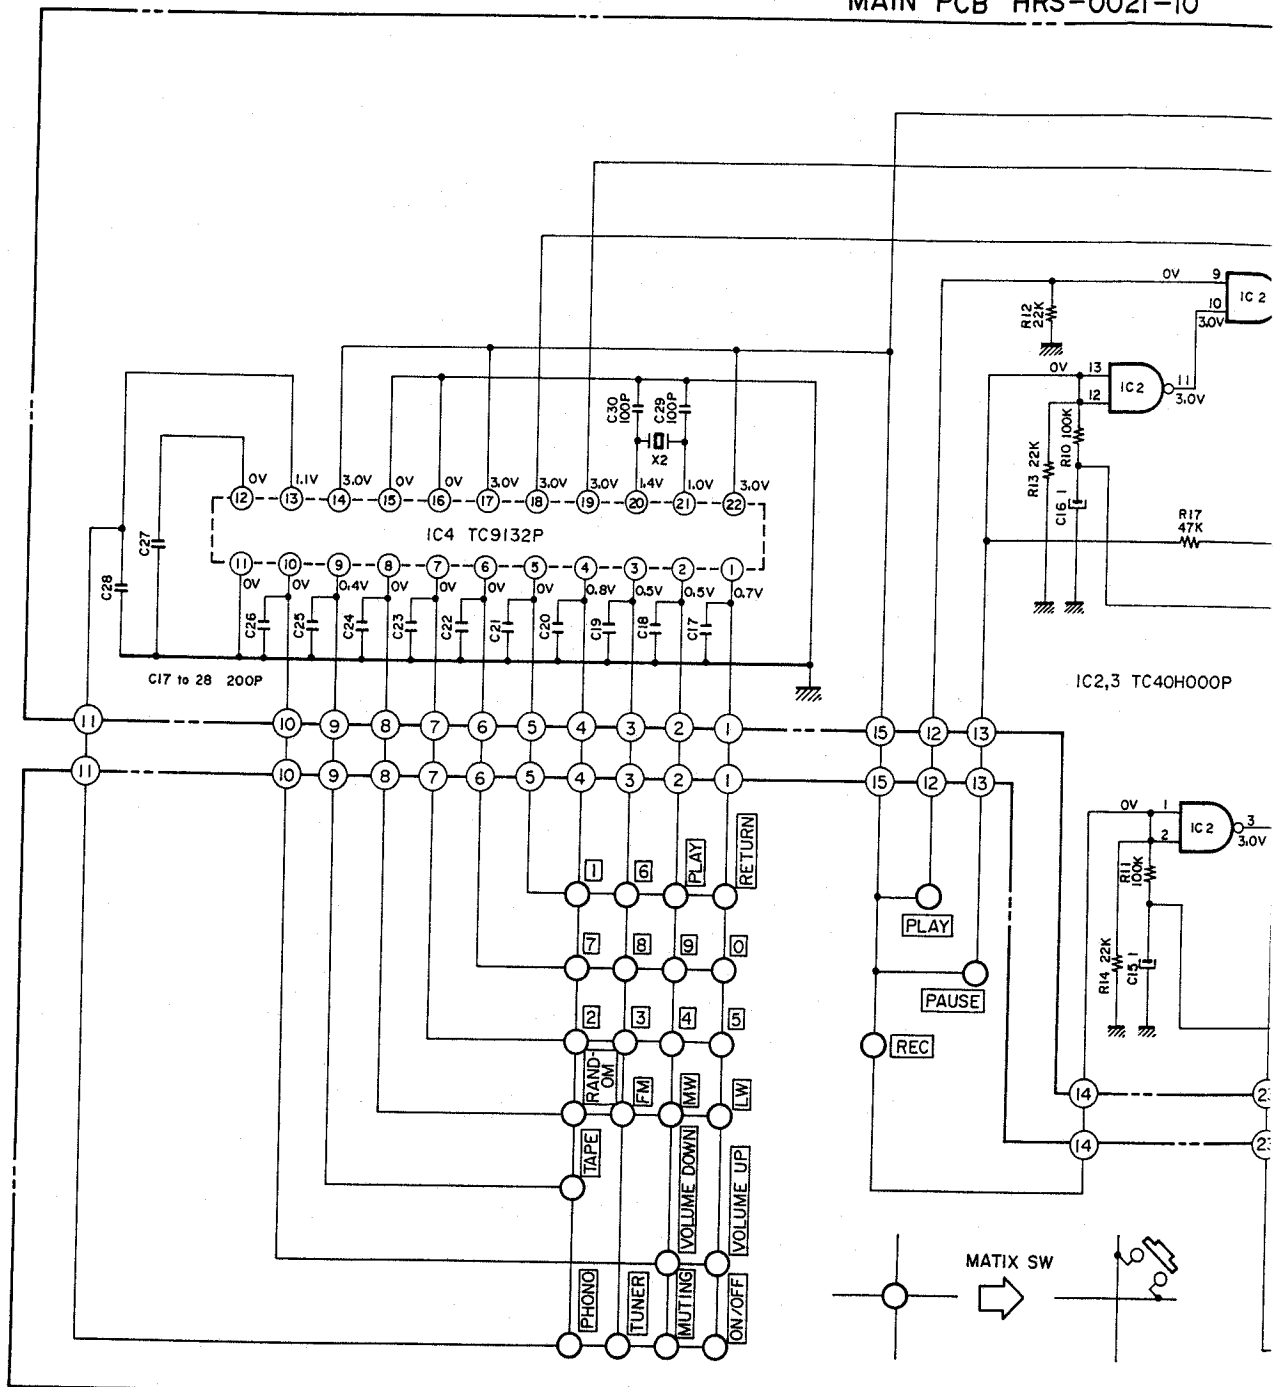 MAIN PCB HRS-0021-10
0V 9
IC 2
10
3.0V
R12
22K
0V 13
IC2
11
3.0V
12
C30
100P
C29
100P
X2
R10 100K
R13 22K
C16 1
R17
47K
0V 1.1V 3.0V 0V 0V 3.0V 3.0V 3.0V 1.4V 1.0V 3.0V
12 13 14 15 16 17 18 19 20 21 22
IC4 TC9132P
11 10 9 8 7 6 5 4 3 2 1
0V 0V 0.4V 0V 0V 0V 0V 0.8V 0.5V 0.5V 0.7V
C28 C27 C26 C25 C24 C23 C22 C21 C20 C19 C18 C17
C17 to 28 200P
IC2,3 TC40H000P
11 10 9 8 7 6 5 4 3 2 1 15 12 13
11 10 9 8 7 6 5 4 3 2 1 15 12 13
0V 1
IC2
3
3.0V
2
R11
100K
R14 22K
C15 1
1 6 PLAY RETURN
PLAY
7 8 9 0
PAUSE
2 3 4 5
REC
RAND-
OM
FM MW LW
14 23
14 23
TAPE
VOLUME DOWN
VOLUME UP
MATIX SW
PHONO TUNER MUTING ON/OFF